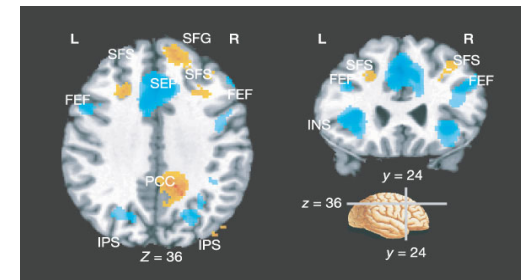 L
SFG
R
SFS
SFS
SEF
FEF
FEF
PCC
IPS
IPS
Z = 36
L
R
SFS
SFS
FEF
FEF
INS
y = 24
z = 36
y = 24